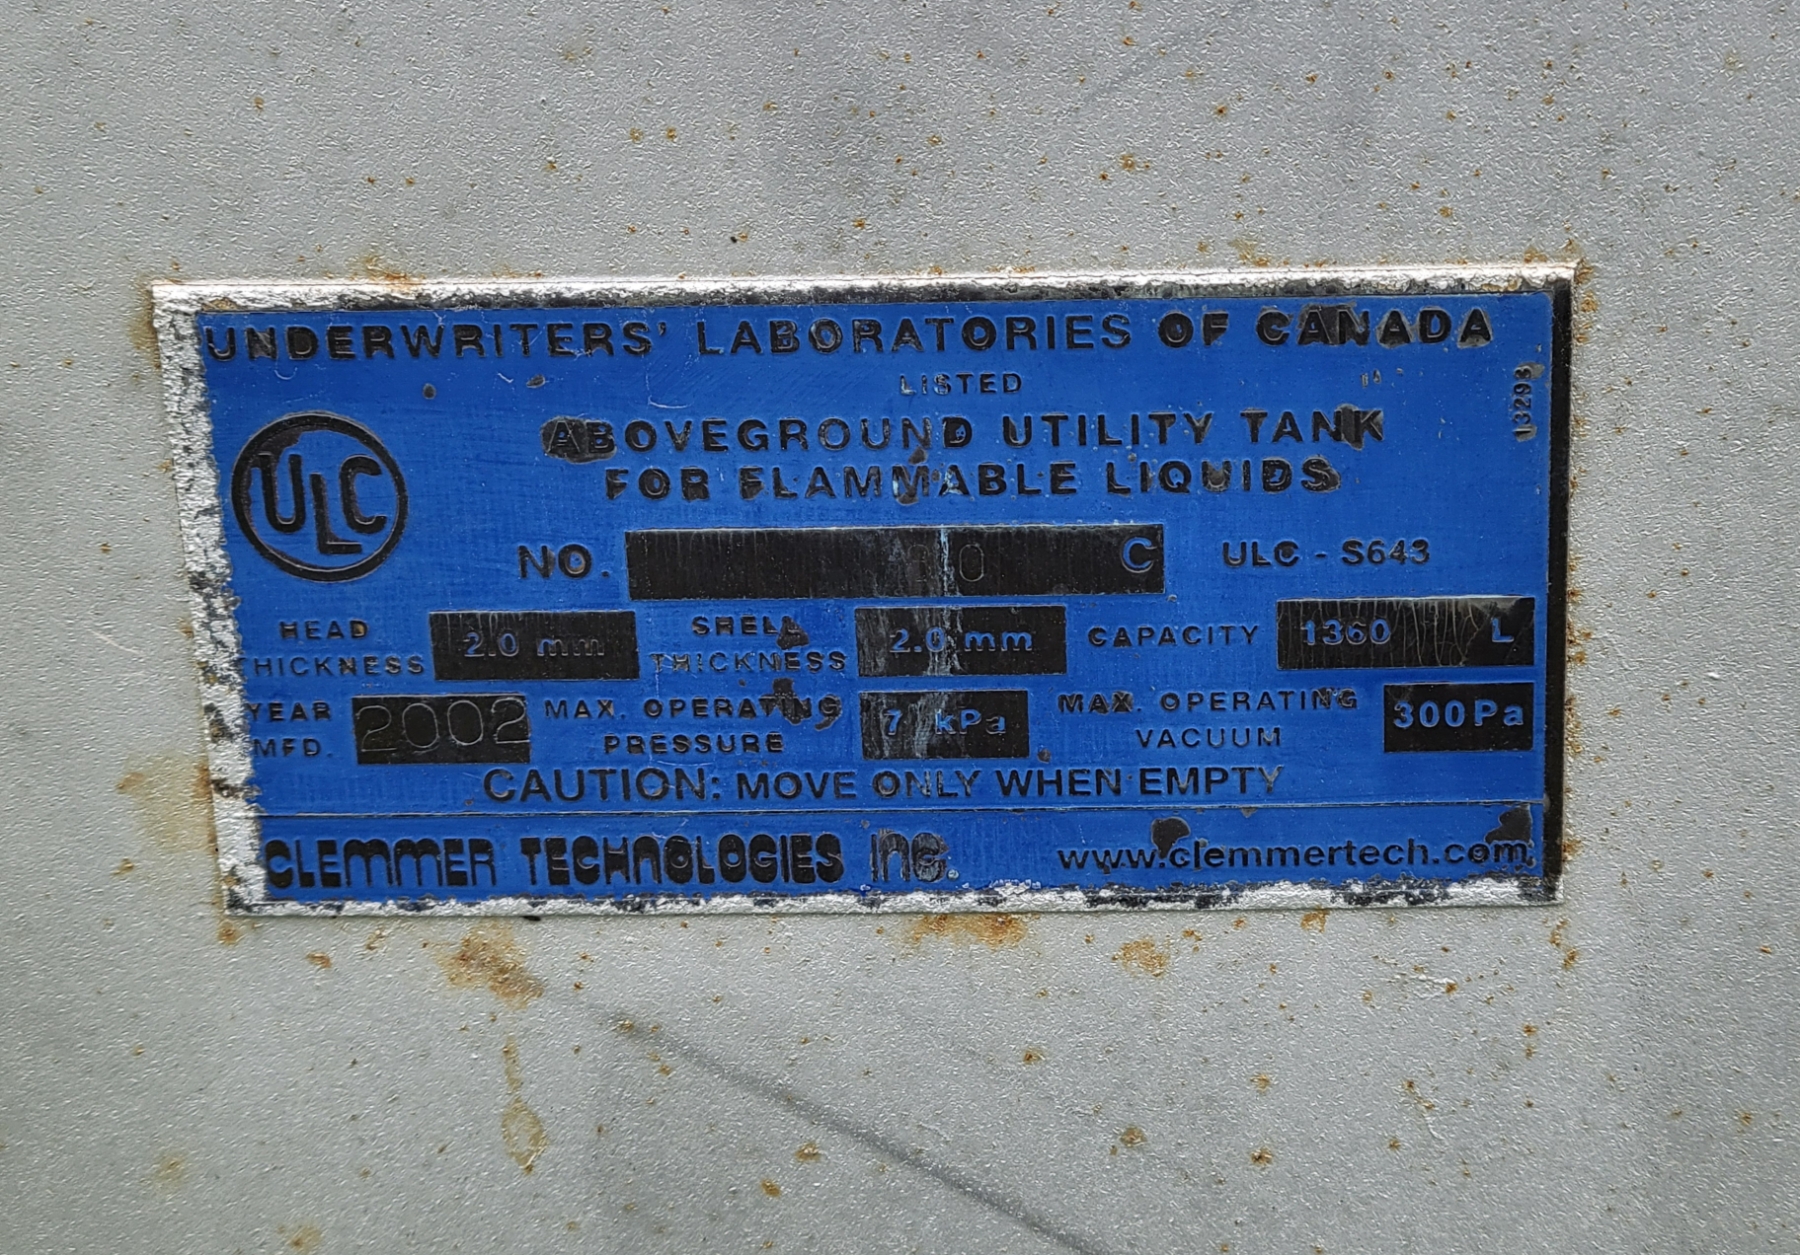 UNDERWRITERS' LABORATORIES OF CANADA
LISTED
ABOVEGROUND UTILITY TANK
FOR FLAMMABLE LIQUIDS
ULC
NO. C ULC - S643
HEAD THICKNESS 2.0 mm SHELL THICKNESS 2.0 mm CAPACITY 1360 L
YEAR MFD. 2002 MAX. OPERATING PRESSURE 7 kPa MAX. OPERATING VACUUM 300Pa
CAUTION: MOVE ONLY WHEN EMPTY
CLEMMER TECHNOLOGIES INC. www.clemmertech.com